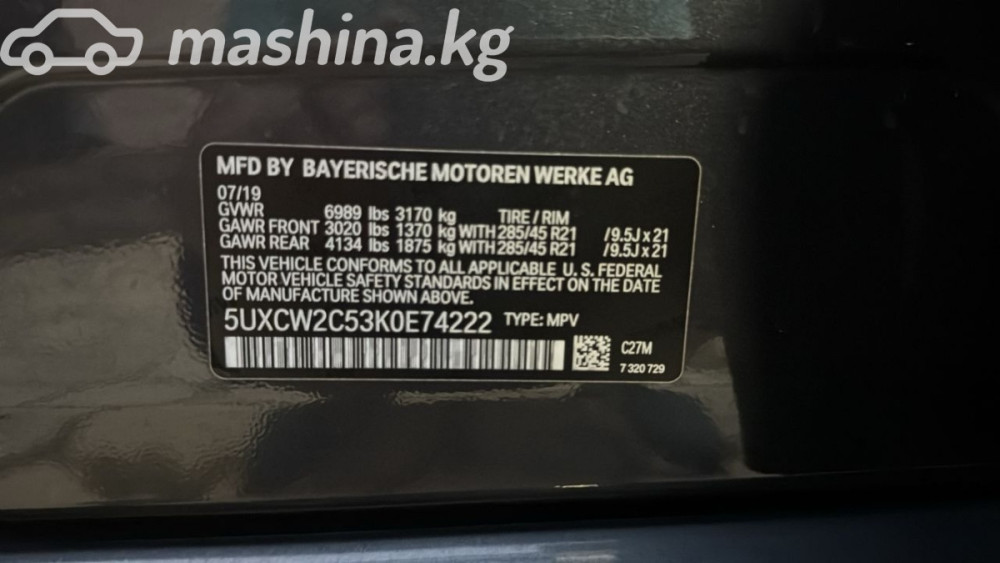 mashina.kg
MFD BY BAYERISCHE MOTOREN WERKE AG
07/19
GVWR 6989 lbs 3170 kg TIRE / RIM
GAWR FRONT 3020 lbs 1370 kg WITH 285/45 R21 /9.5J x 21
GAWR REAR 4134 lbs 1875 kg WITH 285/45 R21 /9.5J x 21
THIS VEHICLE CONFORMS TO ALL APPLICABLE U. S. FEDERAL
MOTOR VEHICLE SAFETY STANDARDS IN EFFECT ON THE DATE
OF MANUFACTURE SHOWN ABOVE.
5UXCW2C53K0E74222 TYPE: MPV
C27M
7 320 729